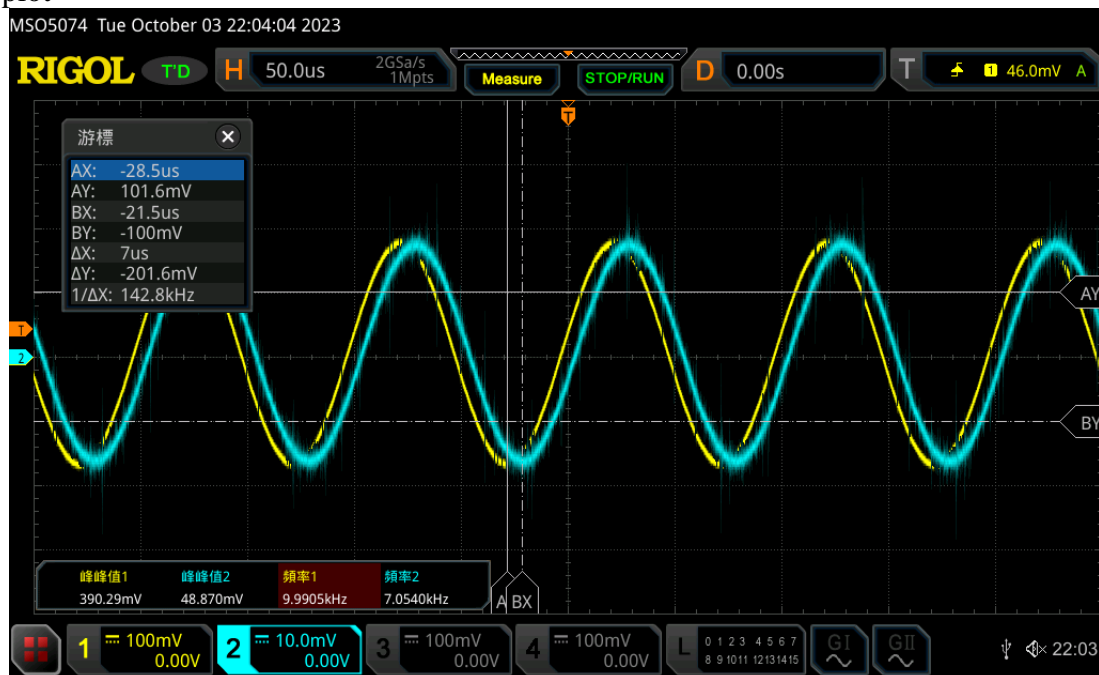 plot
MSO5074 Tue October 03 22:04:04 2023
RIGOL T'D H 50.0us 2GSa/s 1Mpts Measure STOP/RUN D 0.00s T 1 46.0mV A
T
游標
AX: -28.5us
AY: 101.6mV
BX: -21.5us
BY: -100mV
ΔX: 7us
ΔY: -201.6mV
1/ΔX: 142.8kHz
AY
T
2
BY
峰峰值1 峰峰值2 頻率1 頻率2
390.29mV 48.870mV 9.9905kHz 7.0540kHz
A BX
1 100mV 0.00V 2 10.0mV 0.00V 3 100mV 0.00V 4 100mV 0.00V L 0 1 2 3 4 5 6 7 8 9 10 11 12 13 14 15 GI GII 22:03